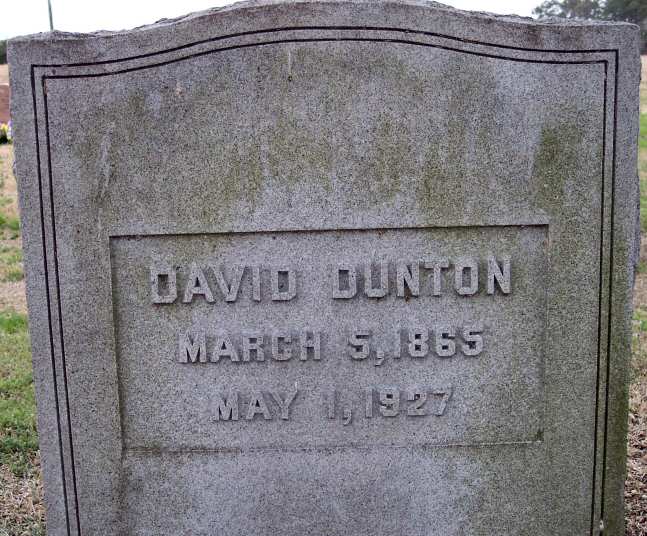 DAVID DUNTON
MARCH 5, 1865
MAY 1, 1927